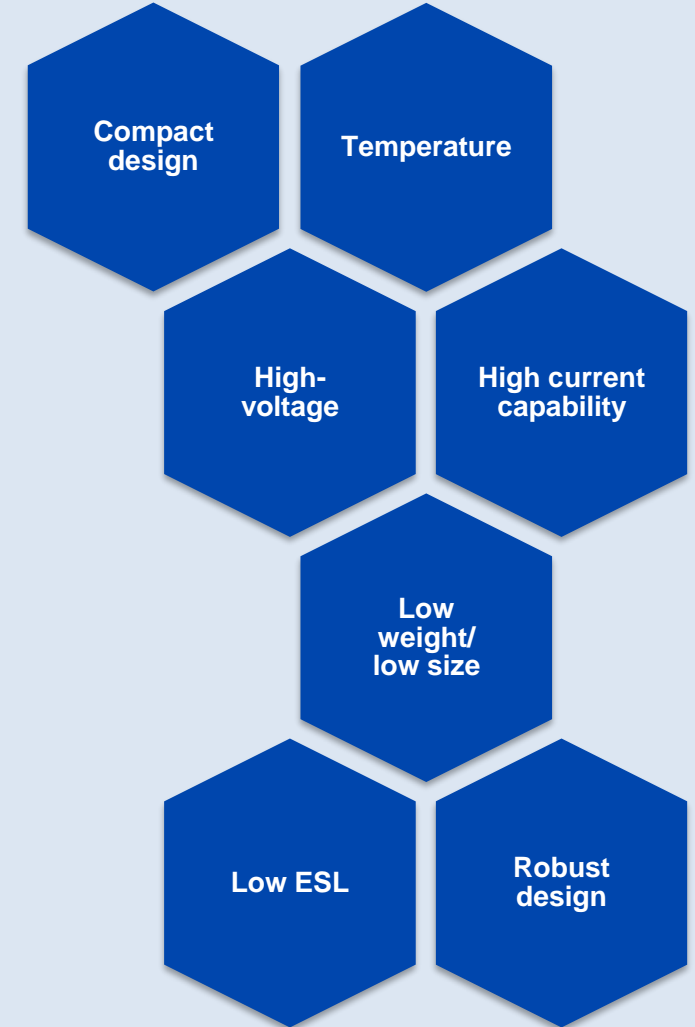 Compact
design
Temperature
High-
voltage
High current
capability
Low
weight/
low size
Low ESL
Robust
design